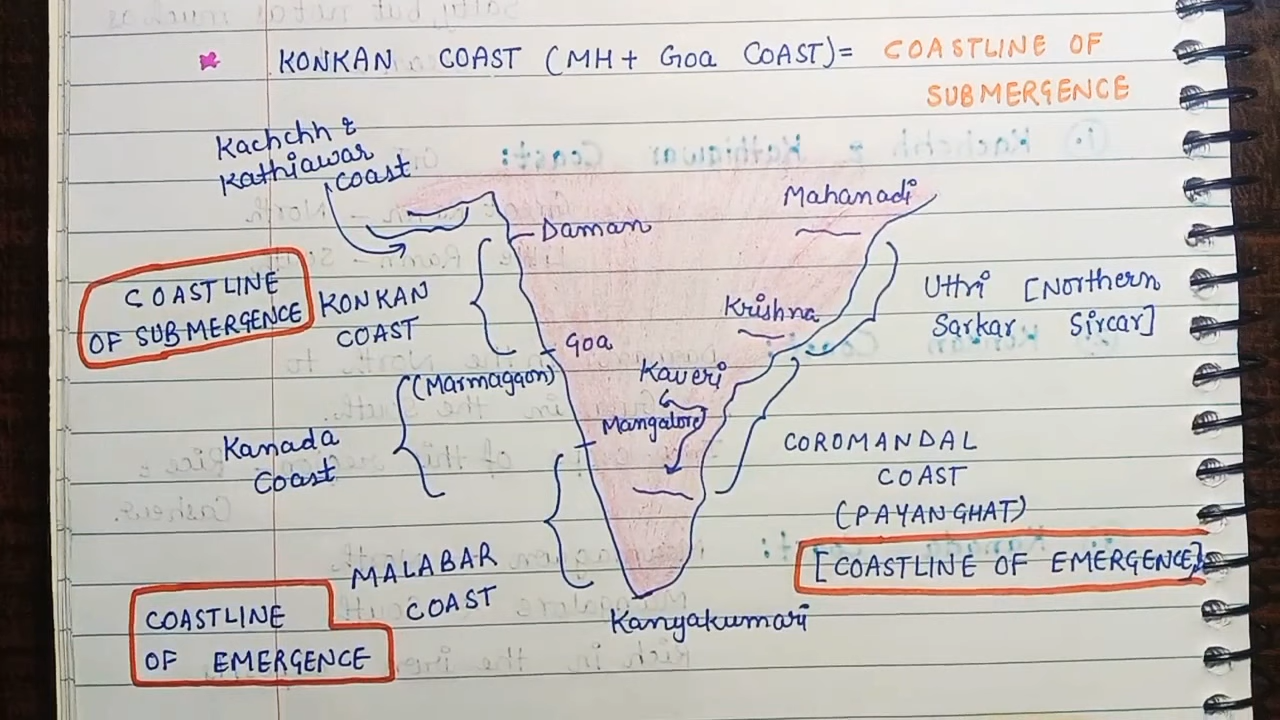 KONKAN COAST (MH + Goa COAST) = COASTLINE OF
SUBMERGENCE
Kachchh &
Kathiawar
Coast
Mahanadi
Daman
COASTLINE
OF SUBMERGENCE
KONKAN
COAST
Uttri [Northern
Sarkar Sircar]
Krishna
Goa
(Marmagaon)
Kaveri
Mangalore
Kanada
Coast
COROMANDAL
COAST
(PAYANGHAT)
[COASTLINE OF EMERGENCE]
MALABAR
COAST
COASTLINE
OF EMERGENCE
Kanyakumari